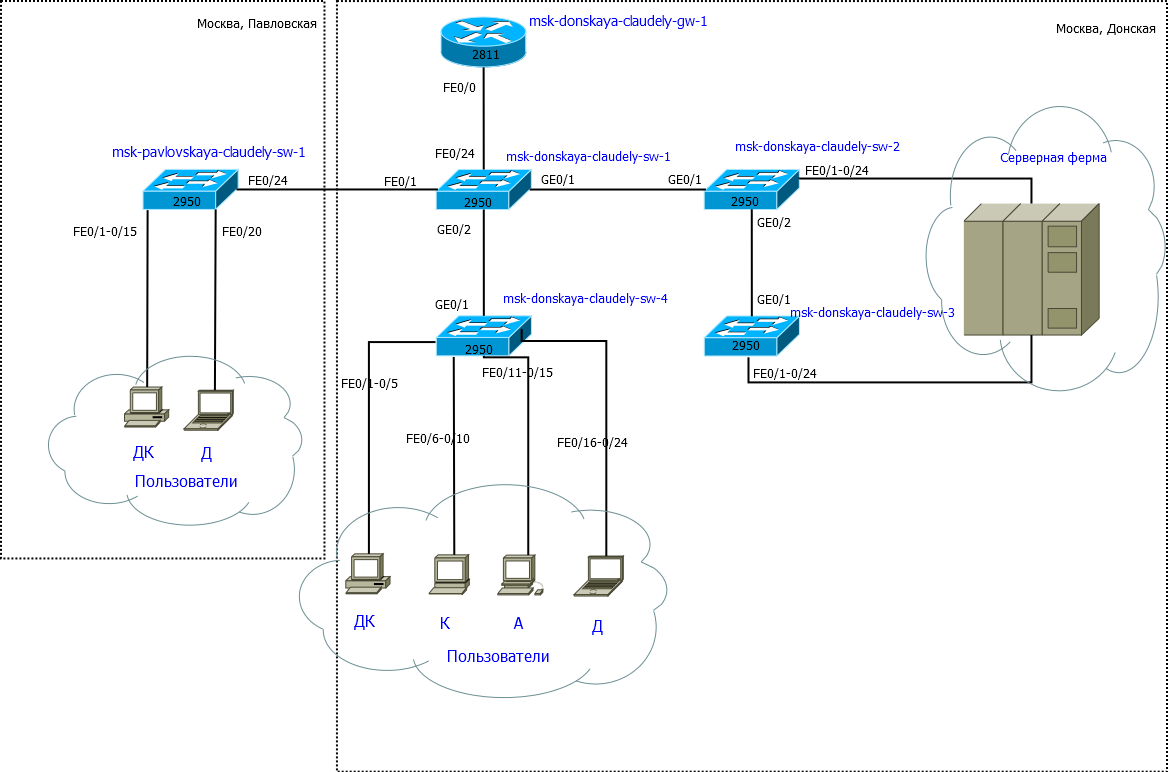 Москва, Павловская
msk-donskaya-claudely-gw-1
Москва, Донская
2811
FE0/0
FE0/24
msk-pavlovskaya-claudely-sw-1
msk-donskaya-claudely-sw-1
msk-donskaya-claudely-sw-2
Серверная ферма
FE0/24
FE0/1
GE0/1
GE0/1
FE0/1-0/24
2950
2950
2950
FE0/1-0/15
FE0/20
GE0/2
GE0/2
GE0/1
msk-donskaya-claudely-sw-4
GE0/1
msk-donskaya-claudely-sw-3
2950
2950
FE0/1-0/5
FE0/11-0/15
FE0/1-0/24
FE0/6-0/10
FE0/16-0/24
ДК
Д
Пользователи
ДК
К
А
Д
Пользователи